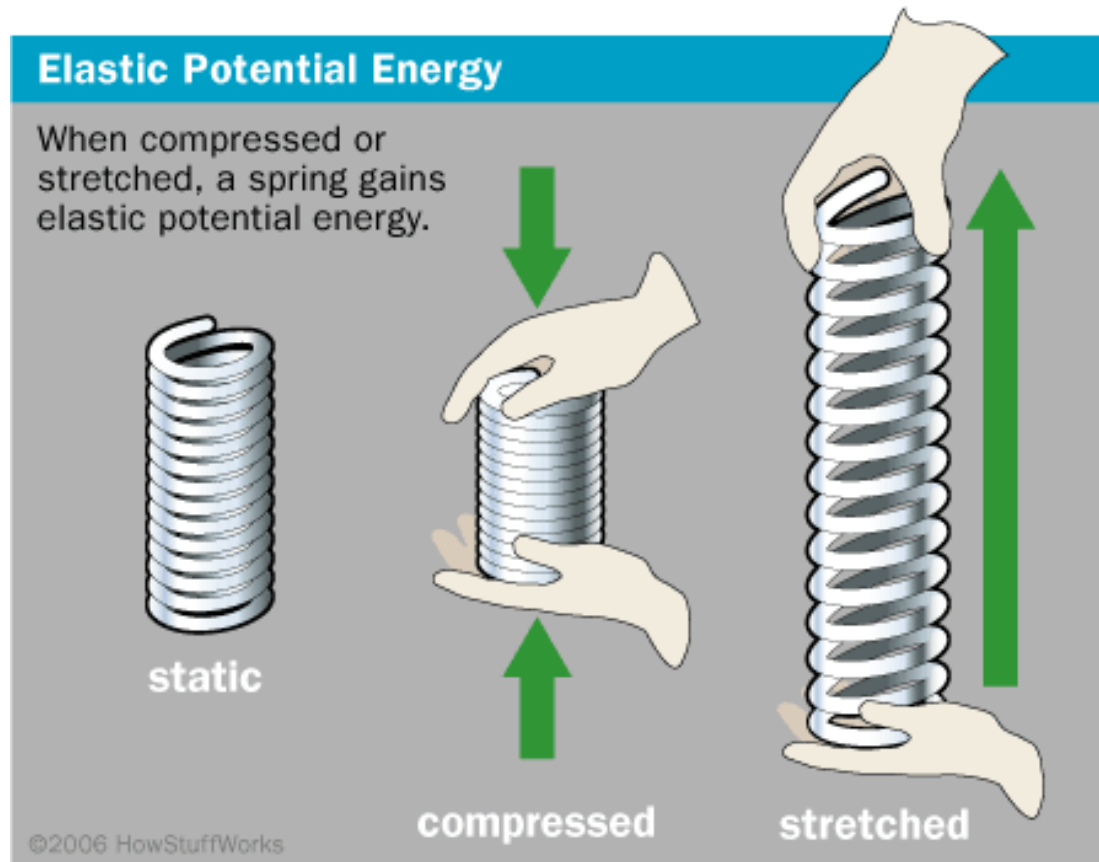 Elastic Potential Energy
When compressed or
stretched, a spring gains
elastic potential energy.
static
compressed
stretched
©2006 HowStuffWorks